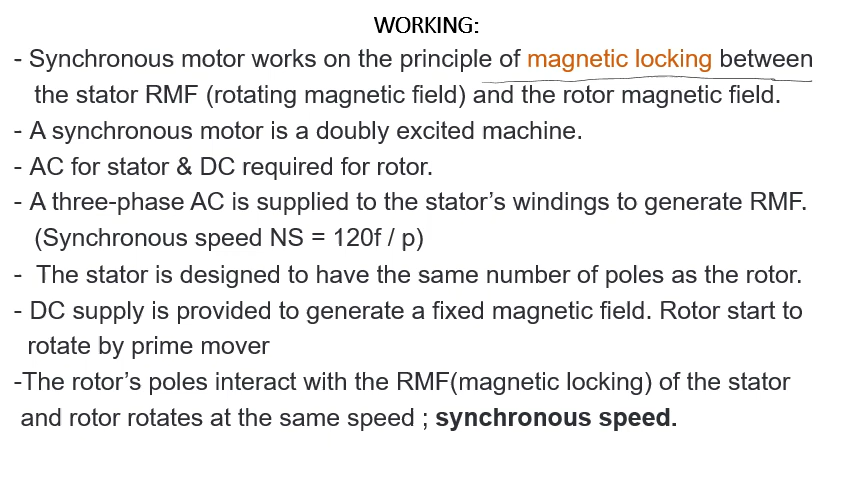 WORKING:
- Synchronous motor works on the principle of magnetic locking between
the stator RMF (rotating magnetic field) and the rotor magnetic field.
- A synchronous motor is a doubly excited machine.
- AC for stator & DC required for rotor.
- A three-phase AC is supplied to the stator’s windings to generate RMF.
(Synchronous speed NS = 120f / p)
- The stator is designed to have the same number of poles as the rotor.
- DC supply is provided to generate a fixed magnetic field. Rotor start to
rotate by prime mover
-The rotor’s poles interact with the RMF(magnetic locking) of the stator
and rotor rotates at the same speed ; synchronous speed.